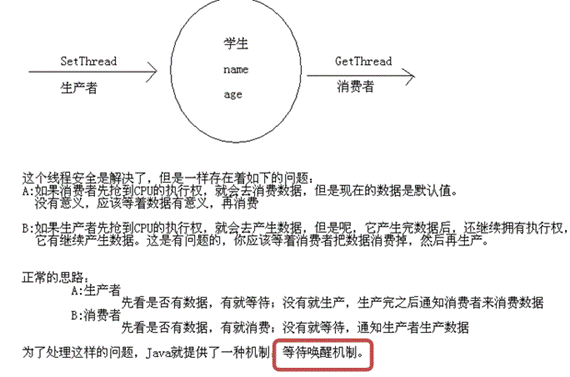 学生
SetThread
GetThread
name
生产者
消费者
age
这个线程安全是解决了，但是一样存在着如下的问题：
A:如果消费者先抢到CPU的执行权，就会去消费数据，但是现在的数据是默认值。
没有意义，应该等着数据有意义，再消费
B:如果生产者先抢到CPU的执行权，就会去产生数据，但是呢，它产生完数据后，还继续拥有执行权，
它有继续产生数据。这是有问题的，你应该等着消费者把数据消费掉，然后再生产。
正常的思路：
A:生产者
先看是否有数据，有就等待；没有就生产，生产完之后通知消费者来消费数据
B:消费者
先看是否有数据，有就消费；没有就等待，通知生产者生产数据
为了处理这样的问题，Java就提供了一种机制，等待唤醒机制。